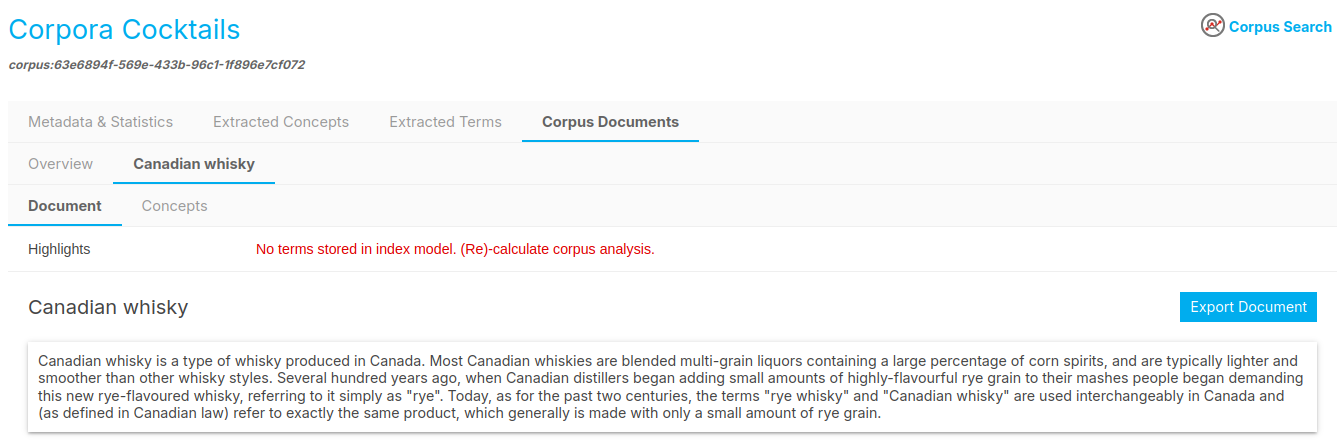 Corpora Cocktails
Corpus Search
corpus:63e6894f-569e-433b-96c1-1f896e7cf072
Metadata & Statistics Extracted Concepts Extracted Terms Corpus Documents
Overview Canadian whisky
Document Concepts
Highlights No terms stored in index model. (Re)-calculate corpus analysis.
Canadian whisky
Export Document
Canadian whisky is a type of whisky produced in Canada. Most Canadian whiskies are blended multi-grain liquors containing a large percentage of corn spirits, and are typically lighter and
smoother than other whisky styles. Several hundred years ago, when Canadian distillers began adding small amounts of highly-flavourful rye grain to their mashes people began demanding
this new rye-flavoured whisky, referring to it simply as "rye". Today, as for the past two centuries, the terms "rye whisky" and "Canadian whisky" are used interchangeably in Canada and
(as defined in Canadian law) refer to exactly the same product, which generally is made with only a small amount of rye grain.